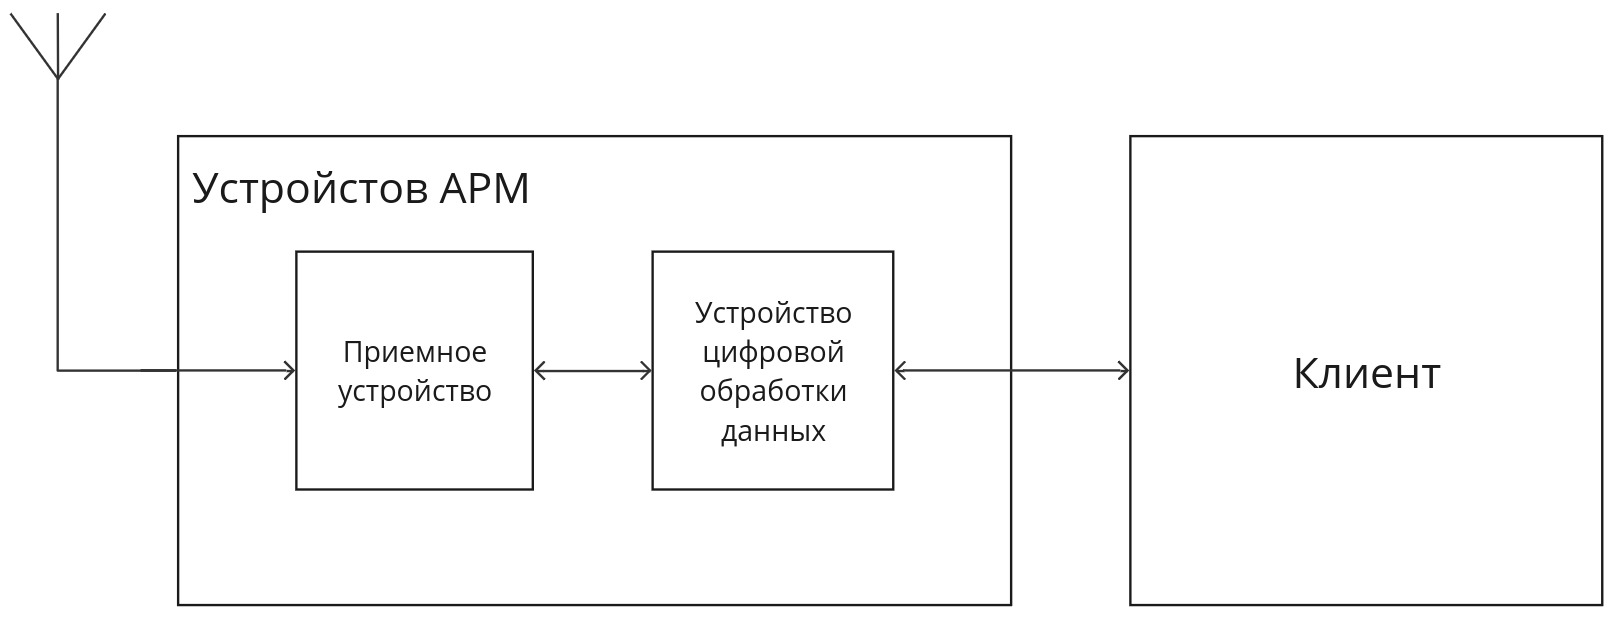 Устройстов АРМ
Приемное
устройство
Устройство
цифровой
обработки
данных
Клиент